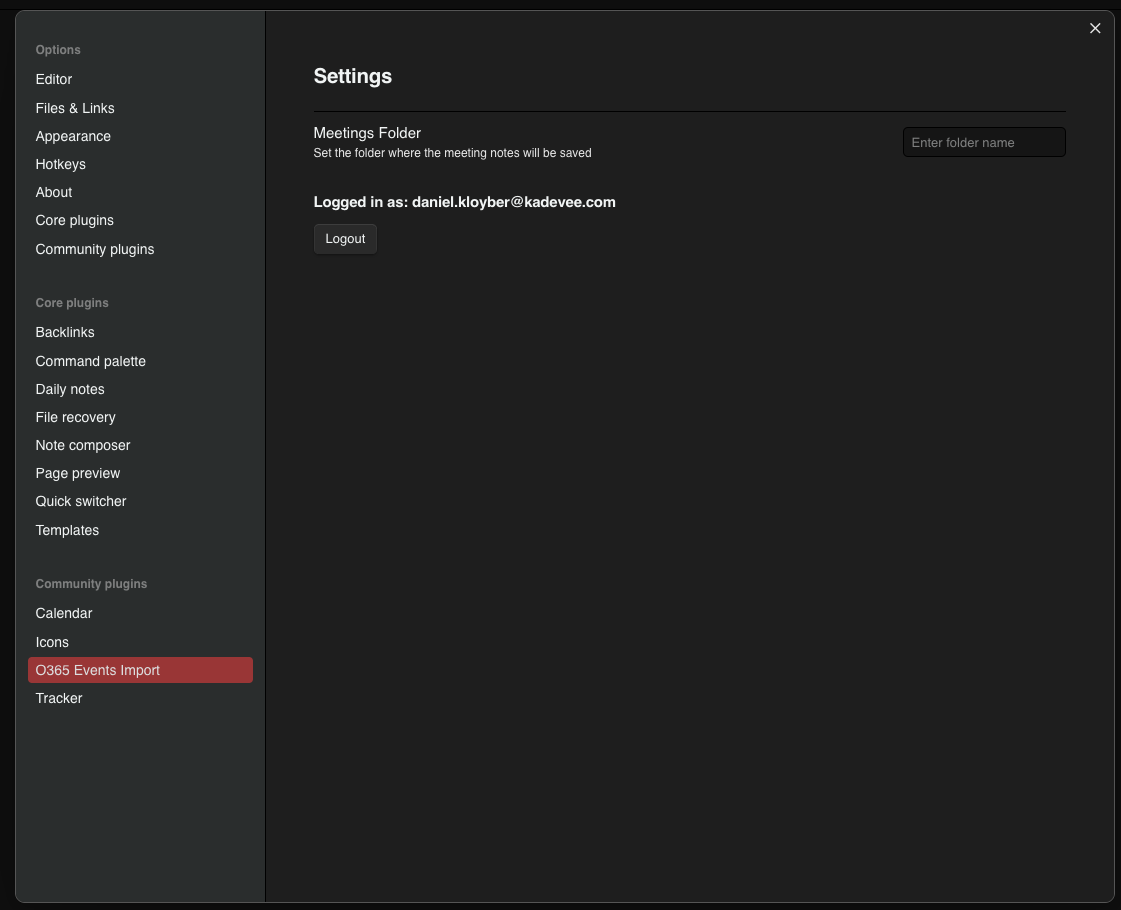 Options
Editor
Files & Links
Appearance
Hotkeys
About
Core plugins
Community plugins
Core plugins
Backlinks
Command palette
Daily notes
File recovery
Note composer
Page preview
Quick switcher
Templates
Community plugins
Calendar
Icons
O365 Events Import
Tracker
Settings
Meetings Folder
Set the folder where the meeting notes will be saved
Enter folder name
Logged in as: daniel.kloyber@kadevee.com
Logout